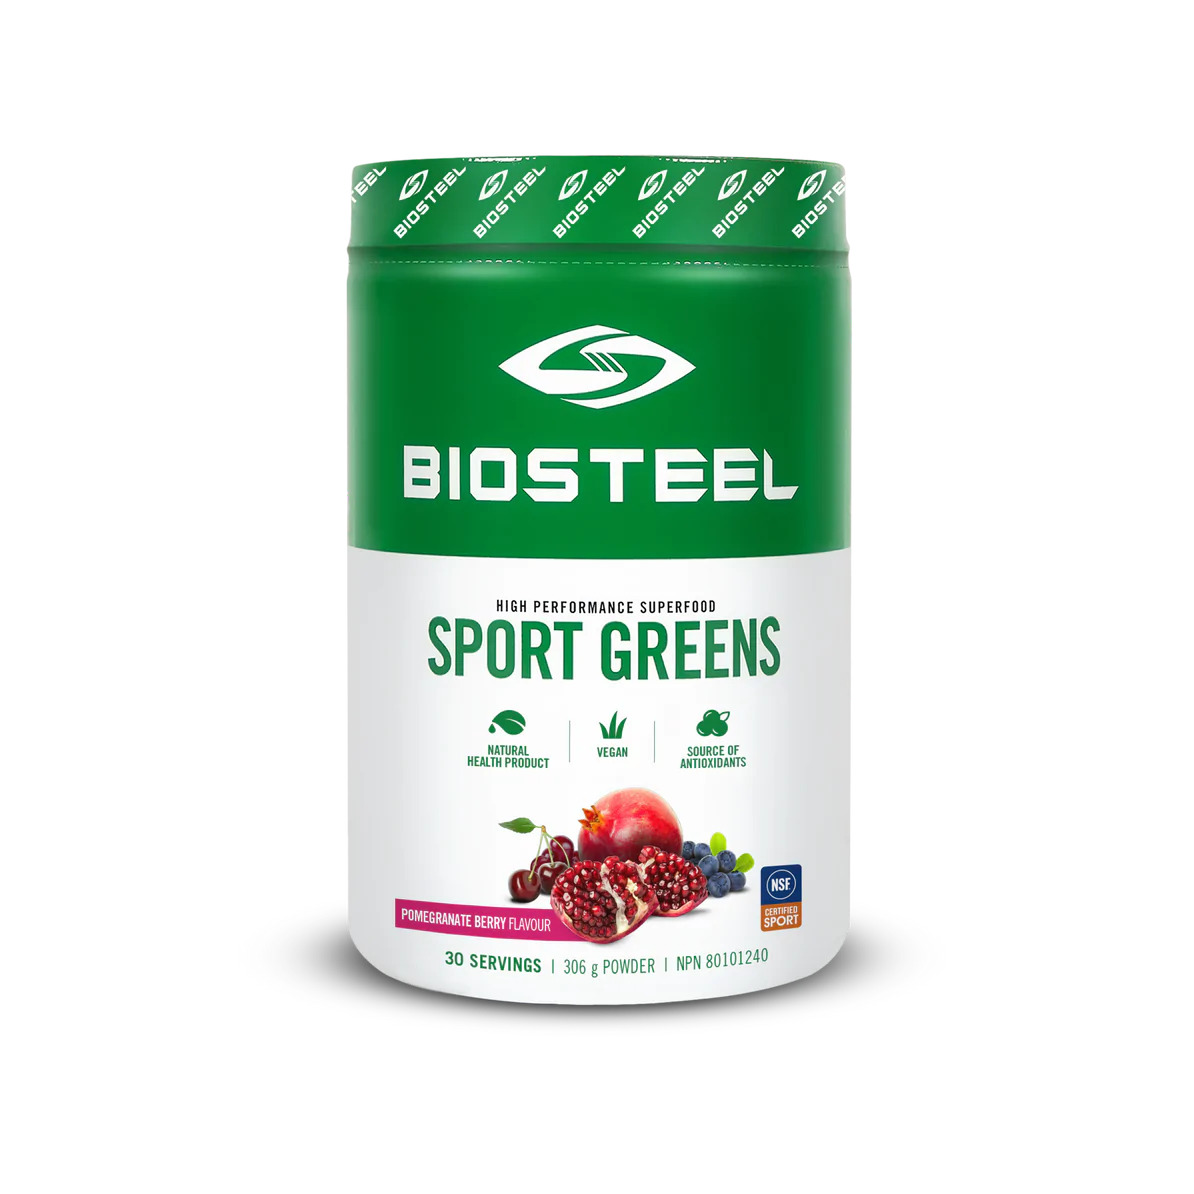 BIOSTEEL BIOSTEEL BIOSTEEL BIOSTEEL BIOSTEEL
BIOSTEEL
HIGH PERFORMANCE SUPERFOOD
SPORT GREENS
NATURAL
HEALTH PRODUCT
VEGAN
SOURCE OF
ANTIOXIDANTS
NSF
CERTIFIED
SPORT
POMEGRANATE BERRY FLAVOUR
30 SERVINGS | 306 g POWDER | NPN 80101240